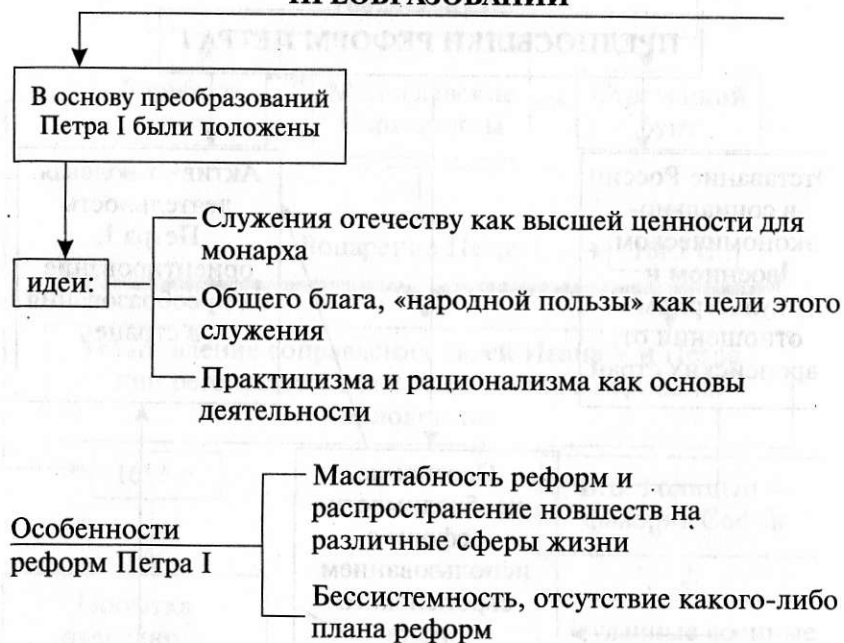 ПРЕОБРАЗОВАНИЙ
В основу преобразований
Петра I были положены
идеи:
Служения отечеству как высшей ценности для
монарха
Общего блага, «народной пользы» как цели этого
служения
Практицизма и рационализма как основы
деятельности
Особенности
реформ Петра I
Масштабность реформ и
распространение новшеств на
различные сферы жизни
Бессистемность, отсутствие какого-либо
плана реформ